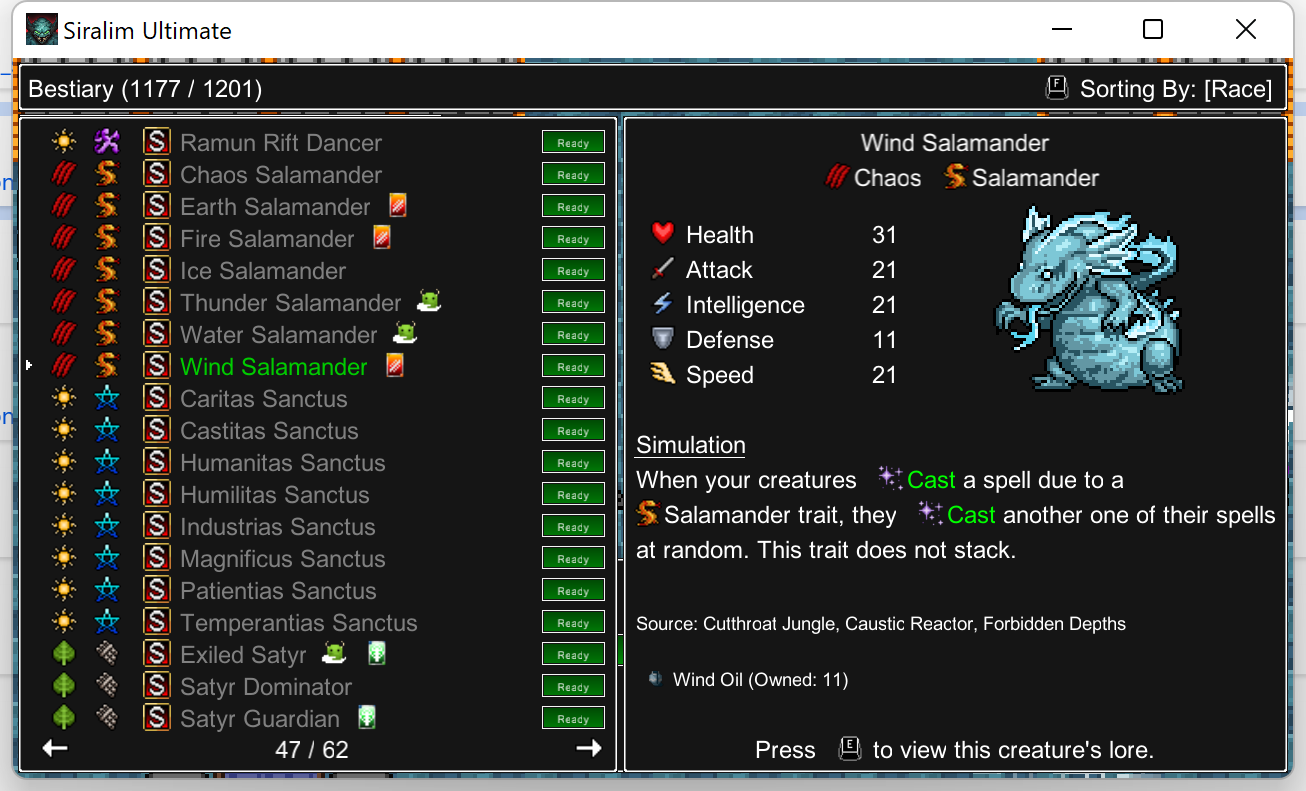 Siralim Ultimate
Bestiary (1177 / 1201)
F Sorting By: [Race]
S Ramun Rift Dancer Ready
S Chaos Salamander Ready
S Earth Salamander Ready
S Fire Salamander Ready
S Ice Salamander Ready
S Thunder Salamander Ready
S Water Salamander Ready
S Wind Salamander Ready
S Caritas Sanctus Ready
S Castitas Sanctus Ready
S Humanitas Sanctus Ready
S Humilitas Sanctus Ready
S Industrias Sanctus Ready
S Magnificus Sanctus Ready
S Patientias Sanctus Ready
S Temperantias Sanctus Ready
S Exiled Satyr Ready
S Satyr Dominator Ready
S Satyr Guardian Ready
47 / 62
Wind Salamander
Chaos Salamander
Health 31
Attack 21
Intelligence 21
Defense 11
Speed 21
Simulation
When your creatures Cast a spell due to a
Salamander trait, they Cast another one of their spells
at random. This trait does not stack.
Source: Cutthroat Jungle, Caustic Reactor, Forbidden Depths
Wind Oil (Owned: 11)
Press E to view this creature's lore.